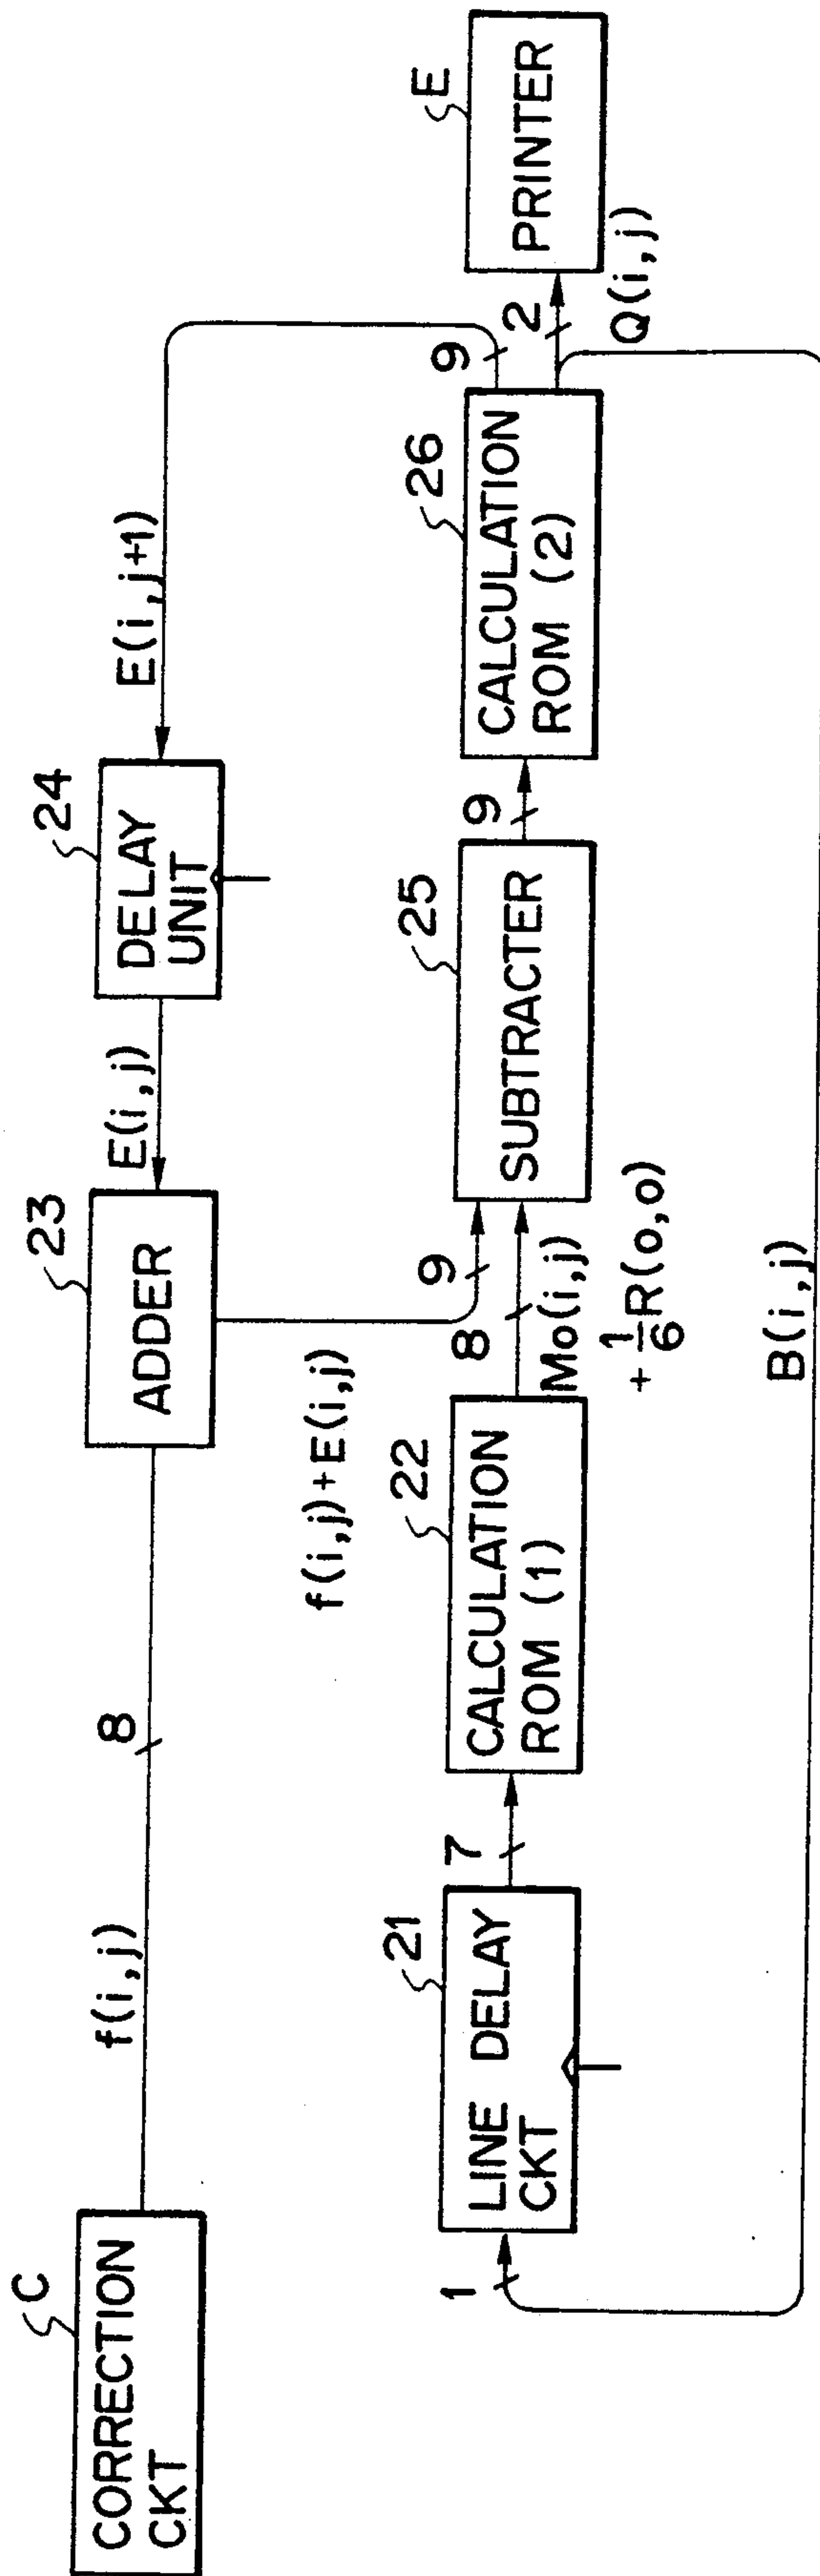 CORRECTION
CKT
C
f(i,j)
8
ADDER
23
E(i,j)
DELAY
UNIT
24
E(i,j+1)
f(i,j)+E(i,j)
9
1
LINE DELAY
CKT
21
7
CALCULATION
ROM (1)
22
8
Mo(i,j)
+1/6R(o,o)
SUBTRACTER
25
9
CALCULATION
ROM (2)
26
9
2
Q(i,j)
PRINTER
E
B(i,j)